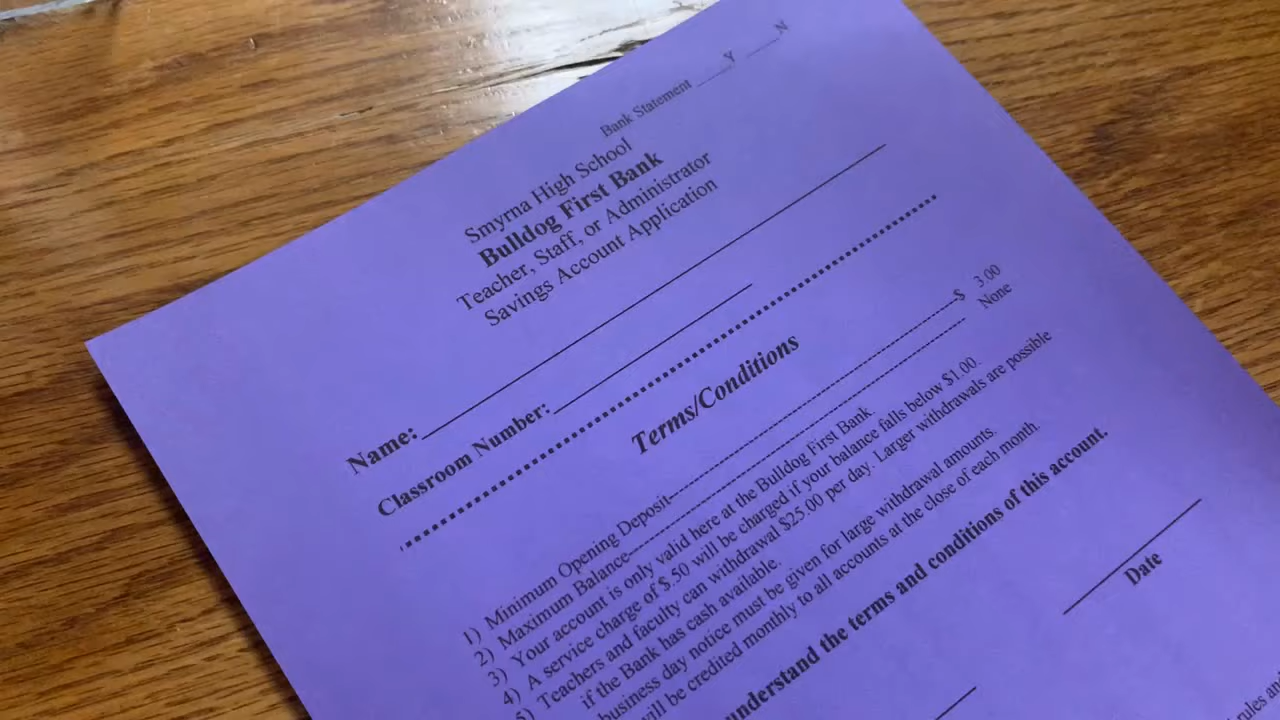 Bank Statement ____Y ____N
Smyrna High School
Bulldog First Bank
Teacher, Staff, or Administrator
Savings Account Application
Name:
Classroom Number:
Terms/Conditions
1) Minimum Opening Deposit $ 3.00
2) Maximum Balance None
3) Your account is only valid here at the Bulldog First Bank.
4) A service charge of $.50 will be charged if your balance falls below $1.00.
5) Teachers and faculty can withdrawal $25.00 per day. Larger withdrawals are possible
if the Bank has cash available.
business day notice must be given for large withdrawal amounts.
will be credited monthly to all accounts at the close of each month.
understand the terms and conditions of this account.
Date
rules and